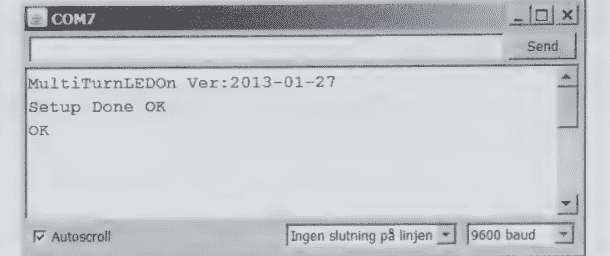 COM7
Send
MultiTurnLEDOn Ver:2013-01-27
Setup Done OK
OK
Autoscroll
Ingen slutning på linjen
9600 baud